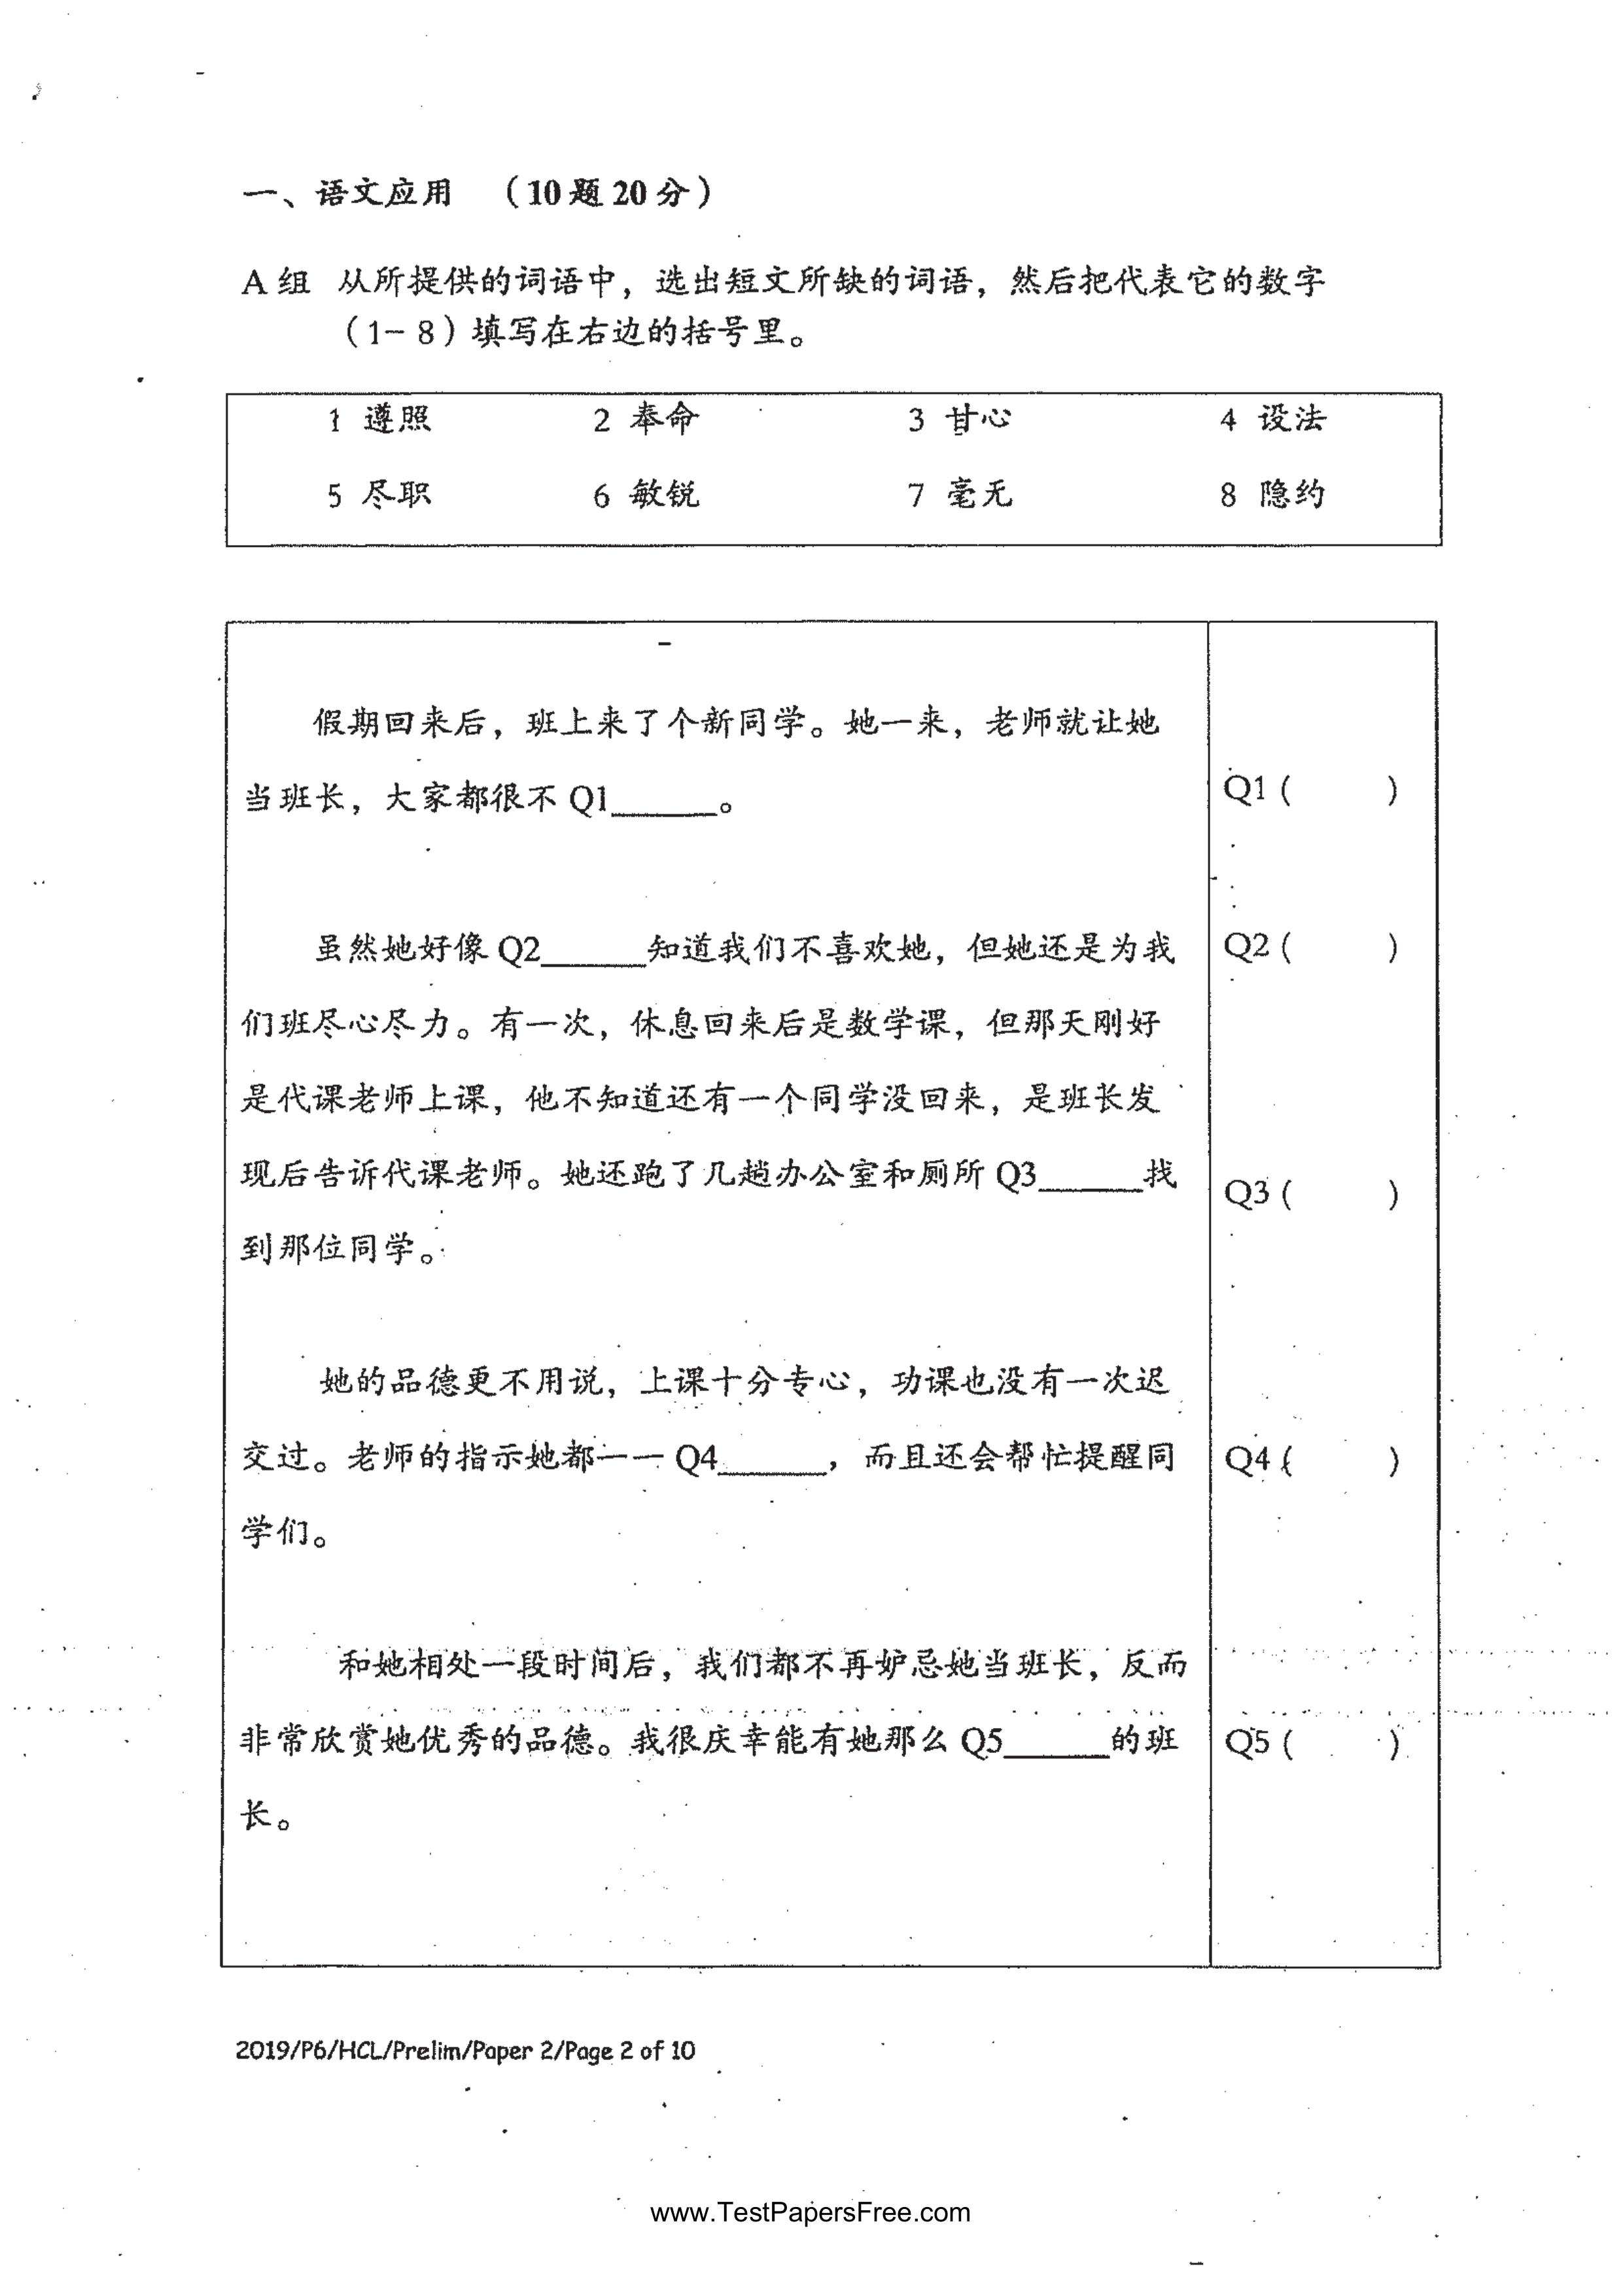 一、语文应用 （10题20分）
A组 从所提供的词语中，选出短文所缺的词语，然后把代表它的数字
（1- 8）填写在右边的括号里。
1 遵照 2 奉命 3 甘心 4 设法
5 尽职 6 敏锐 7 毫无 8 隐约
假期回来后，班上来了个新同学。她一来，老师就让她
当班长，大家都很不 Q1______。
Q1 ( )
虽然她好像 Q2______知道我们不喜欢她，但她还是为我
Q2 ( )
们班尽心尽力。有一次，休息回来后是数学课，但那天刚好
是代课老师上课，他不知道还有一个同学没回来，是班长发
现后告诉代课老师。她还跑了几趟办公室和厕所 Q3______找
Q3 ( )
到那位同学。
她的品德更不用说，上课十分专心，功课也没有一次迟
交过。老师的指示她都一一 Q4______，而且还会帮忙提醒同
Q4 ( )
学们。
和她相处一段时间后，我们都不再妒忌她当班长，反而
非常欣赏她优秀的品德。我很庆幸能有她那么 Q5______的班
Q5 ( )
长。
2019/P6/HCL/Prelim/Paper 2/Page 2 of 10
www.TestPapersFree.com